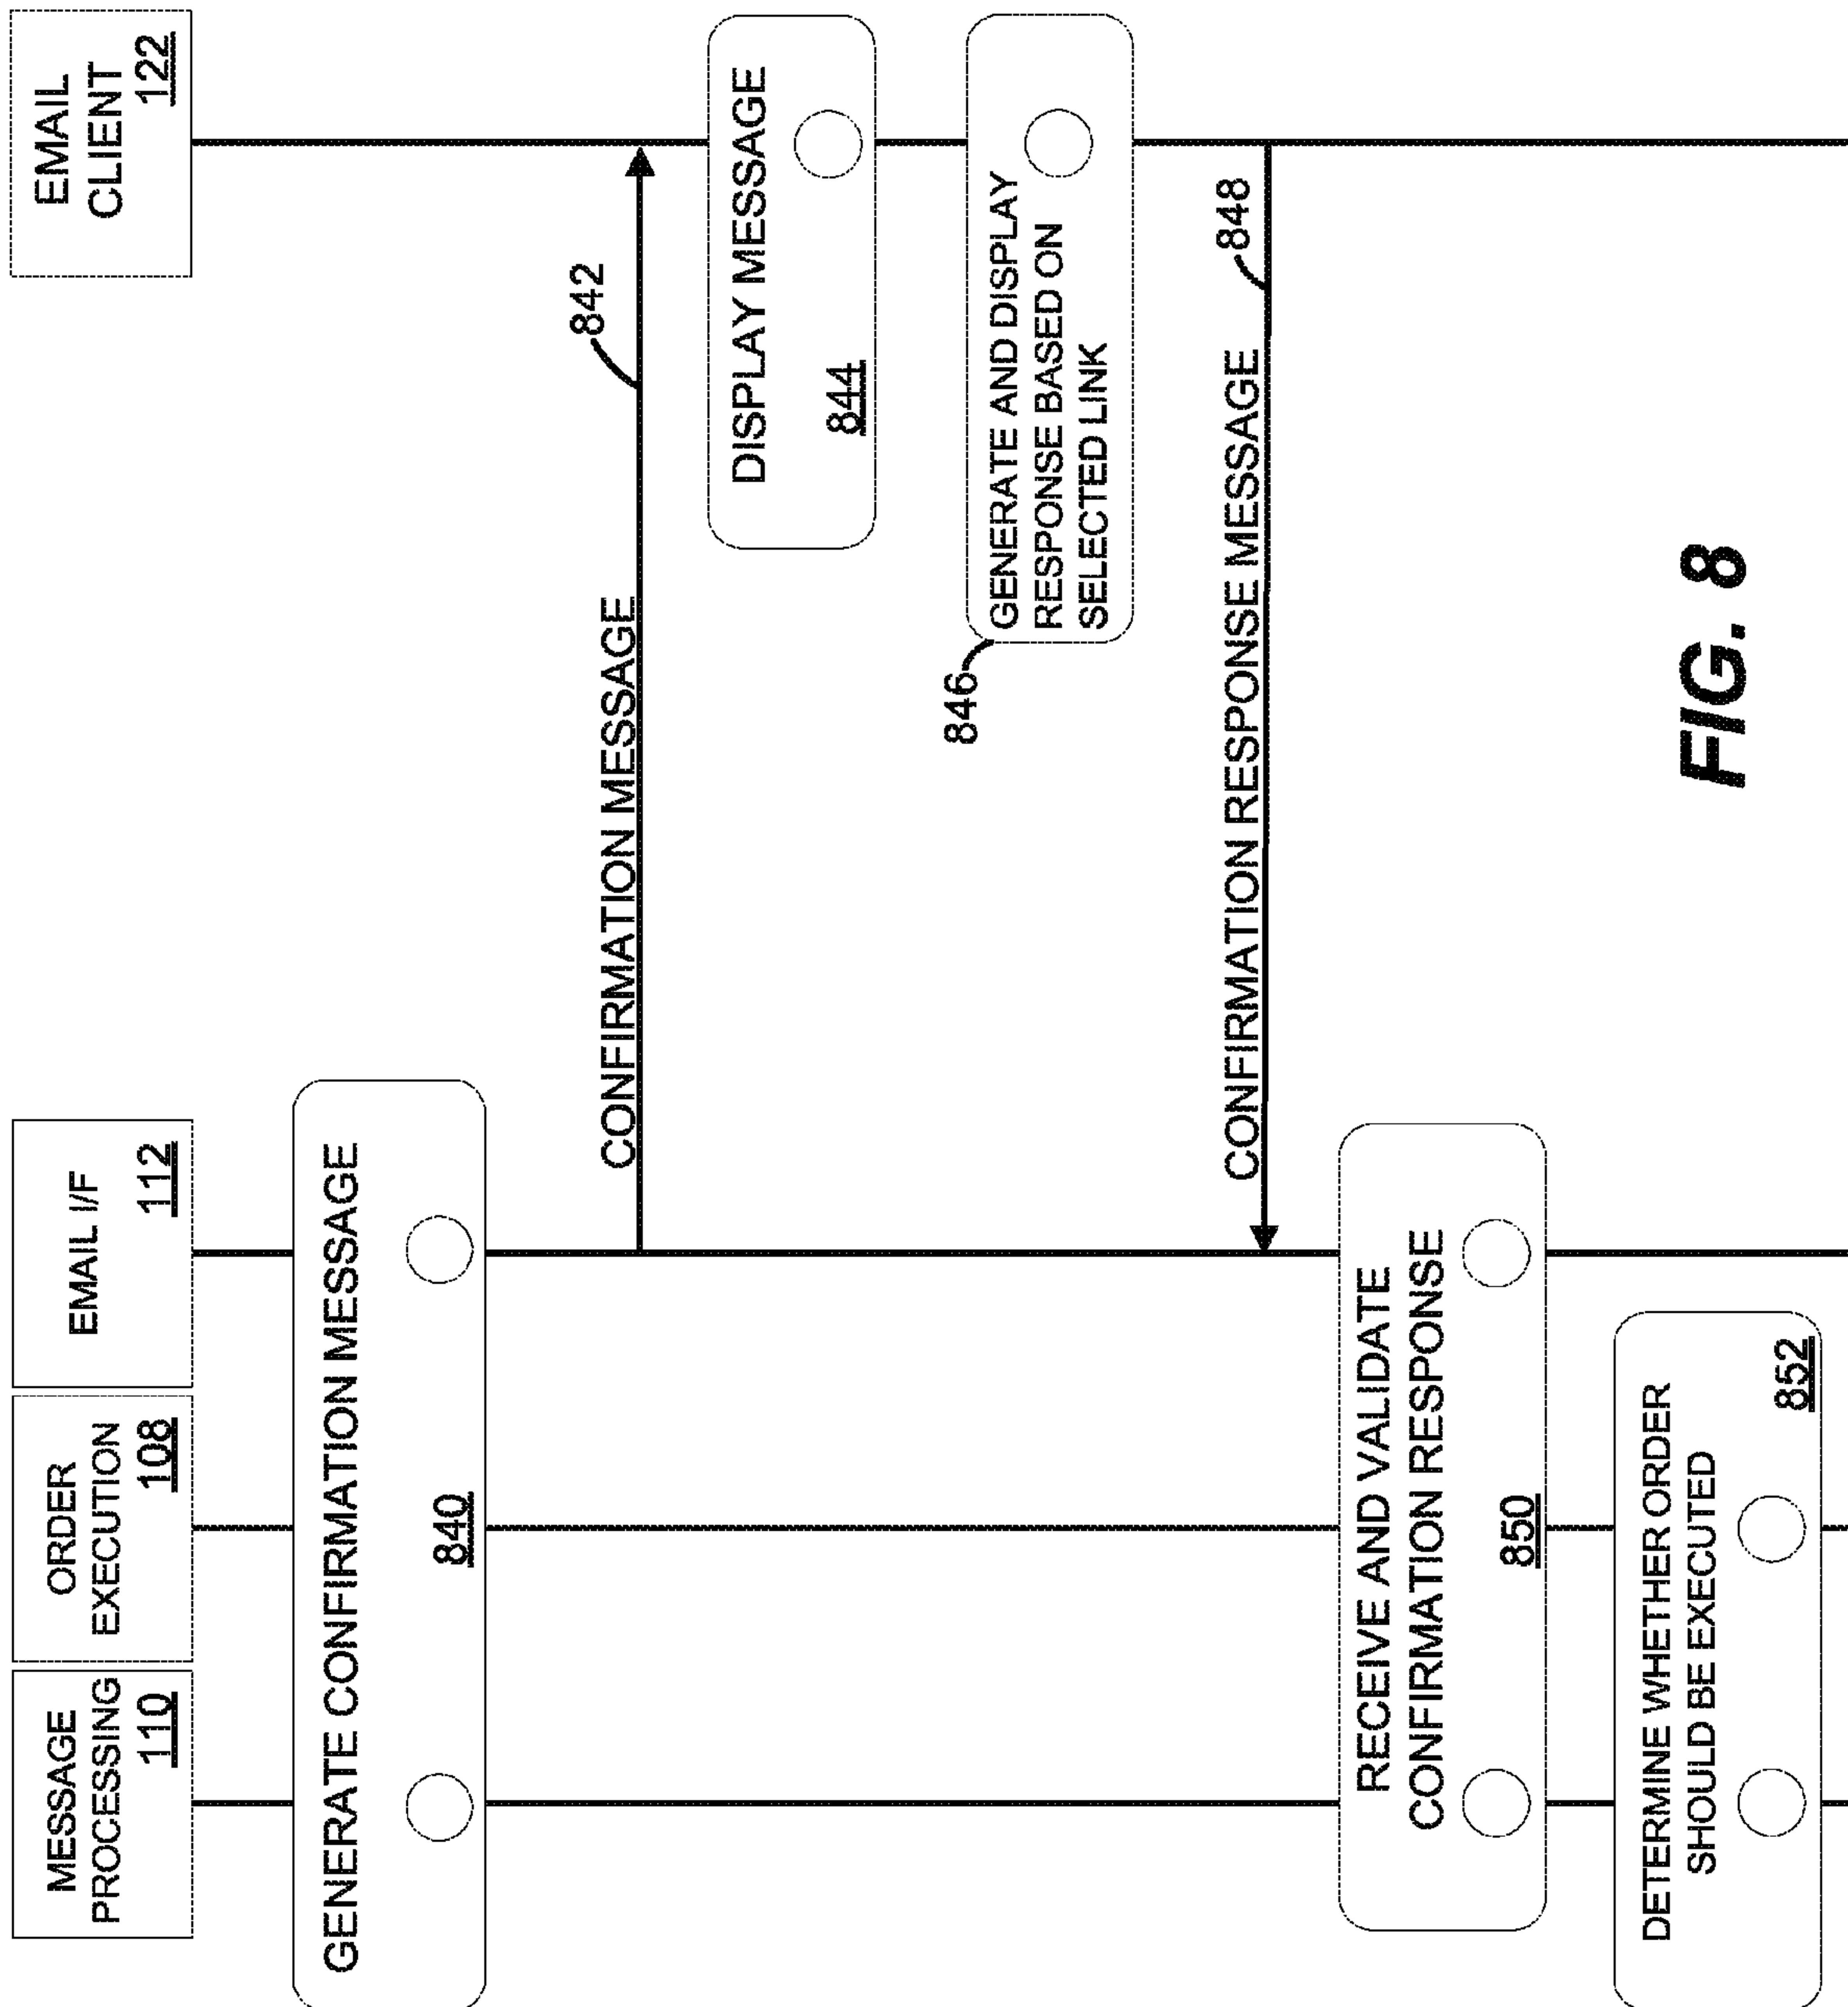 MESSAGE
PROCESSING
110
ORDER
EXECUTION
108
EMAIL I/F
112
EMAIL
CLIENT
122
GENERATE CONFIRMATION MESSAGE
840
CONFIRMATION MESSAGE
842
DISPLAY MESSAGE
844
846
GENERATE AND DISPLAY
RESPONSE BASED ON
SELECTED LINK
CONFIRMATION RESPONSE MESSAGE
848
RECEIVE AND VALIDATE
CONFIRMATION RESPONSE
850
DETERMINE WHETHER ORDER
SHOULD BE EXECUTED
852
FIG. 8